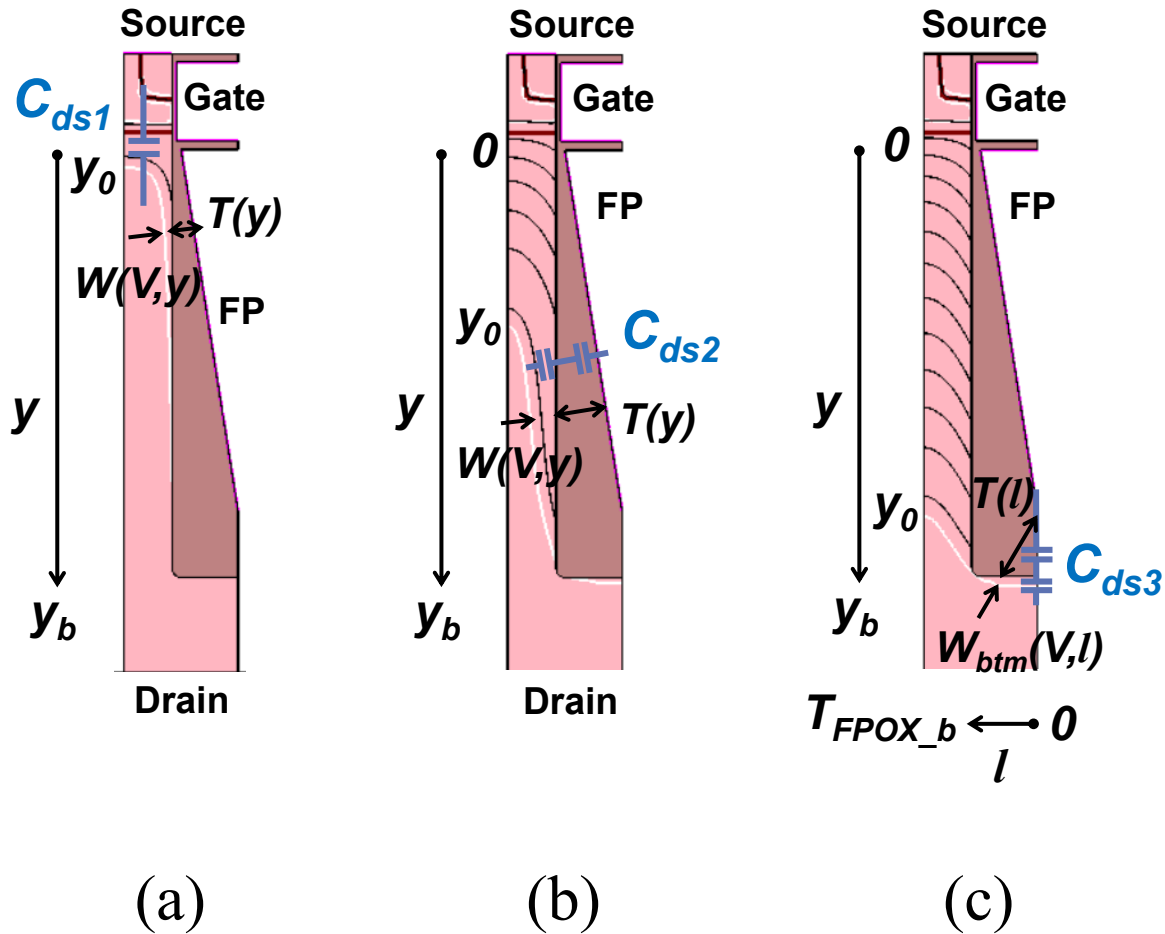 Source
Gate
C_ds1
y_0
T(y)
W(V,y)
FP
y
y_b
Drain
(a)
Source
Gate
0
FP
y_0
C_ds2
y
T(y)
W(V,y)
y_b
Drain
(b)
Source
Gate
0
FP
y
T(l)
y_0
C_ds3
y_b
W_btm(V,l)
T_FPOX_b
0
l
(c)